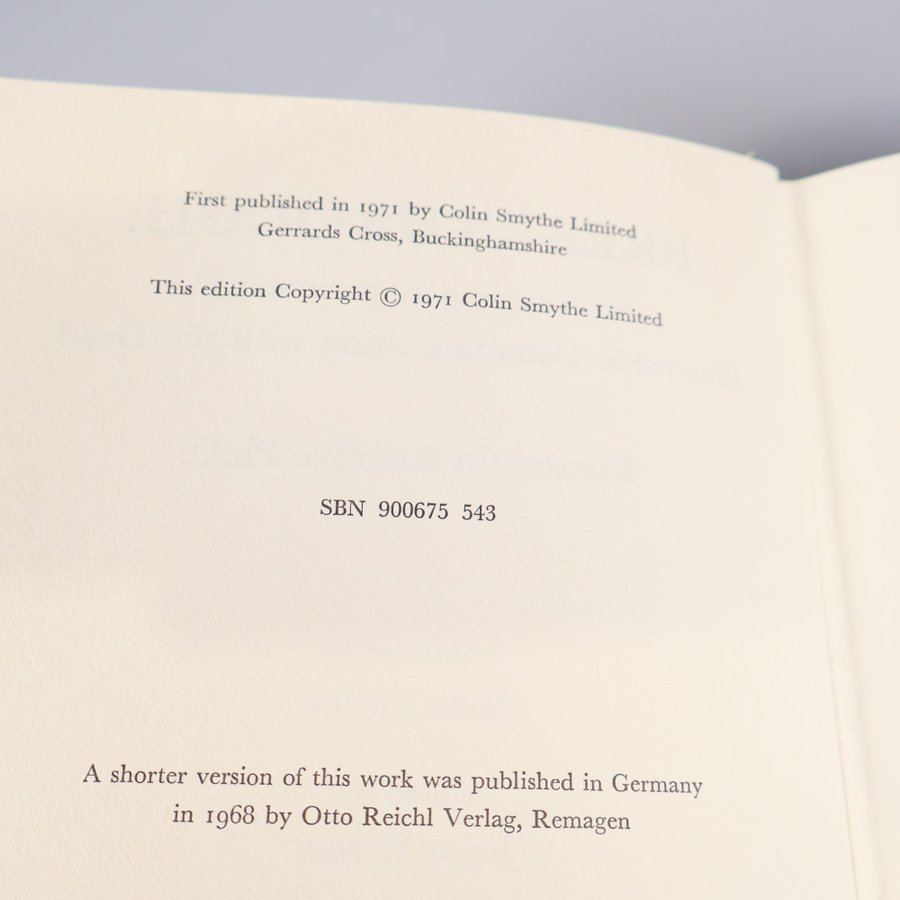 First published in 1971 by Colin Smythe Limited
Gerrards Cross, Buckinghamshire
This edition Copyright © 1971 Colin Smythe Limited
SBN 900675 543
A shorter version of this work was published in Germany
in 1968 by Otto Reichl Verlag, Remagen